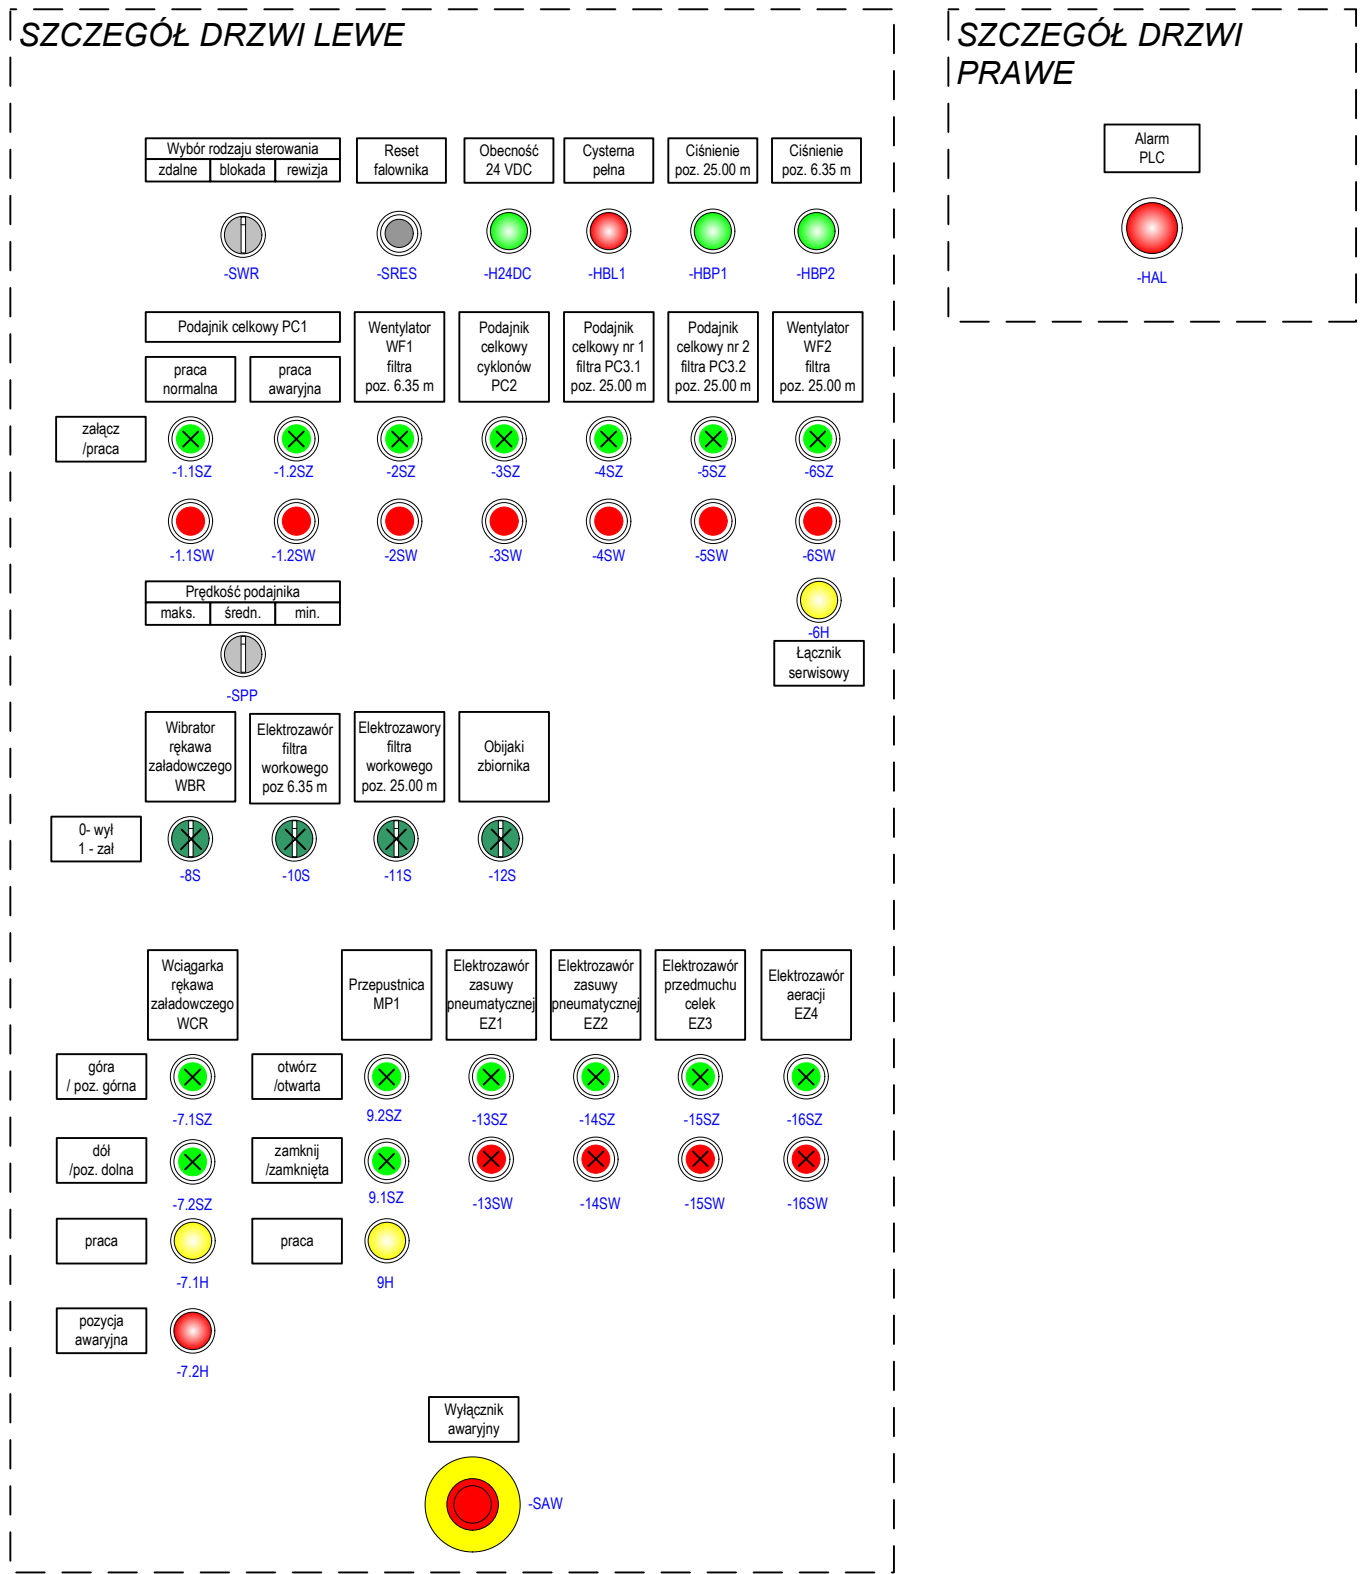 SZCZEGÓŁ DRZWI LEWE
SZCZEGÓŁ DRZWI
PRAWE
Wybór rodzaju sterowania
zdalne blokada rewizja
Reset
falownika
Obecność
24 VDC
Cysterna
pełna
Ciśnienie
poz. 25.00 m
Ciśnienie
poz. 6.35 m
Alarm
PLC
-SWR
-SRES
-H24DC
-HBL1
-HBP1
-HBP2
-HAL
Podajnik celkowy PC1
praca
normalna
praca
awaryjna
Wentylator
WF1
filtra
poz. 6.35 m
Podajnik
celkowy
cyklonów
PC2
Podajnik
celkowy nr 1
filtra PC3.1
poz. 25.00 m
Podajnik
celkowy nr 2
filtra PC3.2
poz. 25.00 m
Wentylator
WF2
filtra
poz. 25.00 m
załącz
/praca
-1.1SZ
-1.2SZ
-2SZ
-3SZ
-4SZ
-5SZ
-6SZ
-1.1SW
-1.2SW
-2SW
-3SW
-4SW
-5SW
-6SW
Prędkość podajnika
maks. średn. min.
-SPP
-6H
Łącznik
serwisowy
Wibrator
rękawa
załadowczego
WBR
Elektrozawór
filtra
workowego
poz 6.35 m
Elektrozawory
filtra
workowego
poz. 25.00 m
Obijaki
zbiornika
0- wył
1 - zał
-8S
-10S
-11S
-12S
Wciągarka
rękawa
załadowczego
WCR
Przepustnica
MP1
Elektrozawór
zasuwy
pneumatycznej
EZ1
Elektrozawór
zasuwy
pneumatycznej
EZ2
Elektrozawór
przedmuchu
celek
EZ3
Elektrozawór
aeracji
EZ4
góra
/ poz. górna
otwórz
/otwarta
-7.1SZ
9.2SZ
-13SZ
-14SZ
-15SZ
-16SZ
dół
/poz. dolna
zamknij
/zamknięta
-7.2SZ
9.1SZ
-13SW
-14SW
-15SW
-16SW
praca
praca
-7.1H
9H
pozycja
awaryjna
-7.2H
Wyłącznik
awaryjny
-SAW